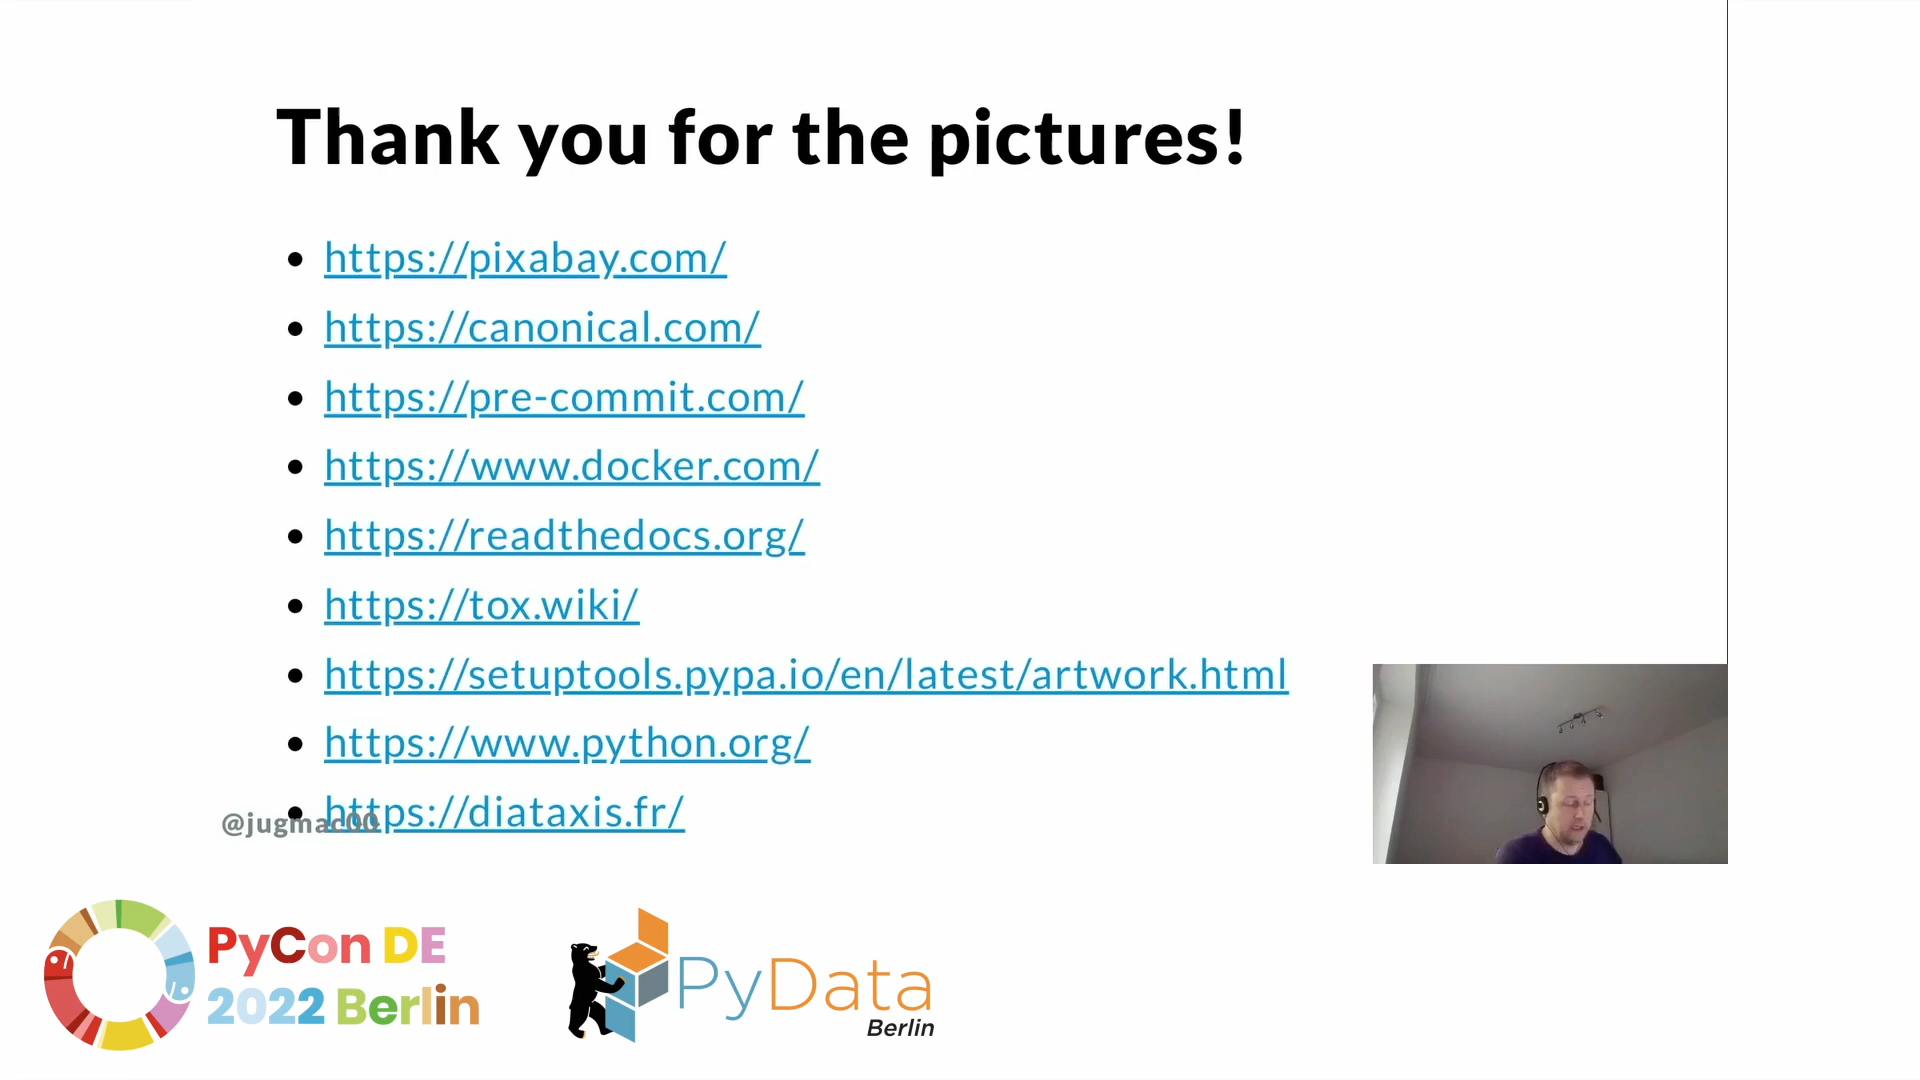 Thank you for the pictures!
https://pixabay.com/
https://canonical.com/
https://pre-commit.com/
https://www.docker.com/
https://readthedocs.org/
https://tox.wiki/
https://setuptools.pypa.io/en/latest/artwork.html
https://www.python.org/
https://diataxis.fr/
@jugmac00
PyCon DE
2022 Berlin
PyData
Berlin